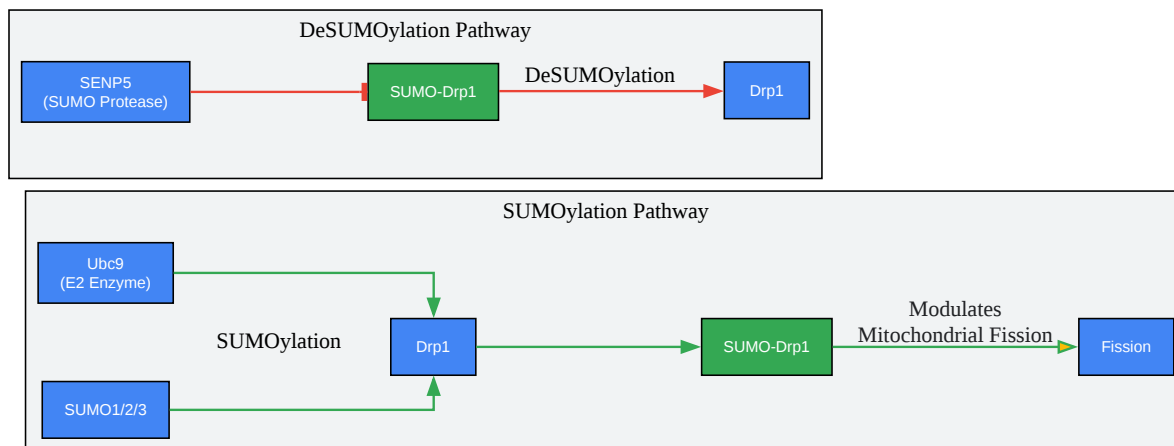 DeSUMOylation Pathway
SENP5
(SUMO Protease)
SUMO-Drp1
DeSUMOylation
Drp1
SUMOylation Pathway
Ubc9
(E2 Enzyme)
SUMOylation
SUMO1/2/3
Drp1
SUMO-Drp1
Modulates
Mitochondrial Fission
Fission